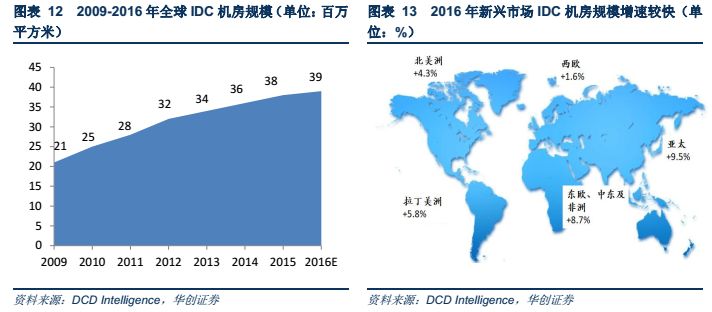 图表 12 2009-2016 年全球 IDC 机房规模（单位：百万
平方米）
45
40
35
30
25
20
15
10
5
0
21
25
28
32
34
36
38
39
2009 2010 2011 2012 2013 2014 2015 2016E
资料来源：DCD Intelligence，华创证券
图表 13 2016 年新兴市场 IDC 机房规模增速较快（单
位：%）
北美洲
+4.3%
西欧
+1.6%
亚太
+9.5%
拉丁美洲
+5.8%
东欧、中东及
非洲
+8.7%
资料来源：DCD Intelligence，华创证券